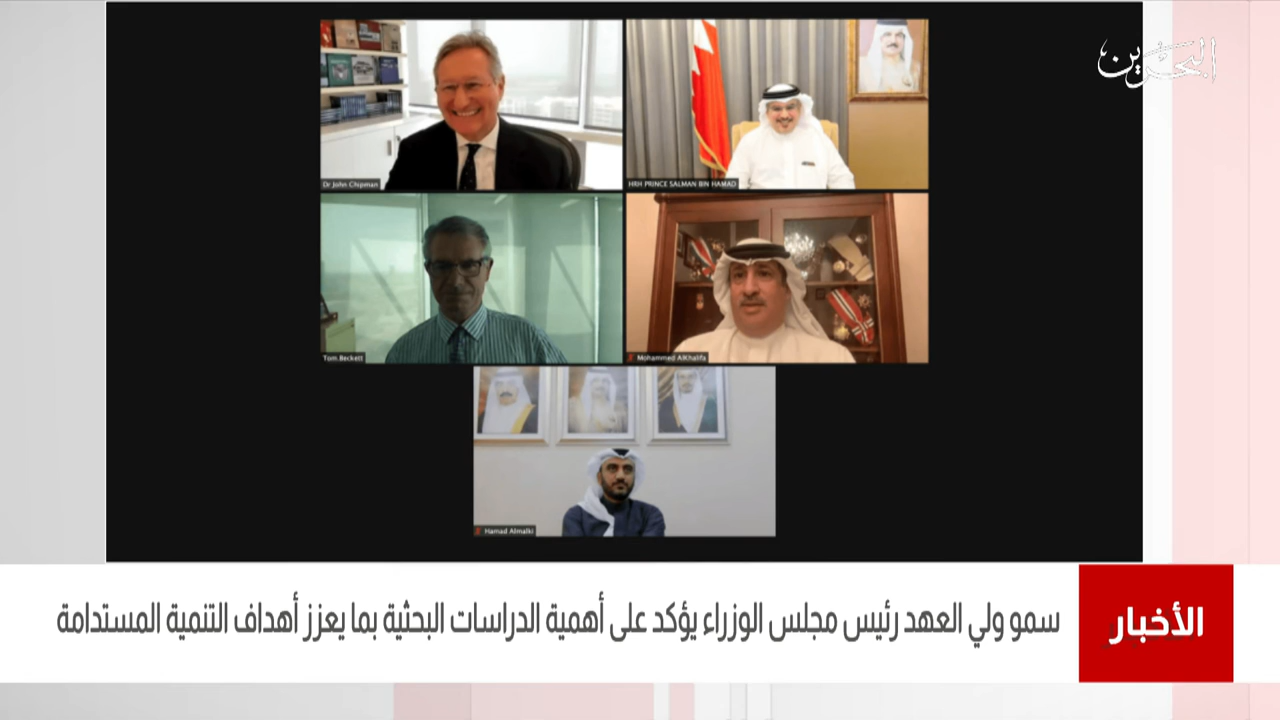 البحرين
Dr John Chipman
HRH PRINCE SALMAN BIN HAMAD
Tom Beckett
Mohammed AlKhalifa
Hamad Almalki
سمو ولي العهد رئيس مجلس الوزراء يؤكد على أهمية الدراسات البحثية بما يعزز أهداف التنمية المستدامة
الأخبار